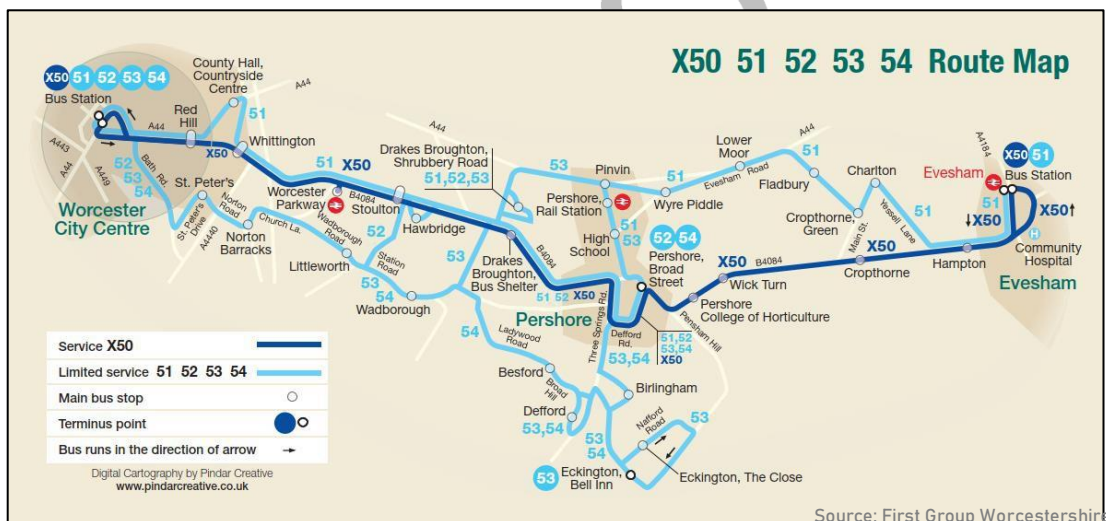 X50 51 52 53 54 Route Map
X50 51 52 53 54
Bus Station
County Hall,
Countryside
Centre
A44
51
Red
Hill
A44
X50
Whittington
A443
A44
A449
52
53
54
Bath Rd.
St. Peter's
St. Peter's
Drive
Norton
Road
A4440
Norton
Barracks
Church La.
Worcester
City Centre
51
X50
Worcester
Parkway
B4084
Stoulton
Wadborough
Road
52
Station
Road
Hawbridge
Littleworth
53
54
Wadborough
A44
Drakes Broughton,
Shrubbery Road
51,52,53
53
53
Drakes
Broughton,
Bus Shelter
B4084
51 52 X50
Pinvin
Pershore,
Rail Station
51
53
High
School
52 54
Pershore,
Broad
Street
51
Wyre Piddle
Evesham Road
Lower
Moor
A44
51
Fladbury
Cropthorne,
Green
Main St.
Charlton
Yessell Lane
51
A4184
X50 51
Bus Station
Evesham
51
↓X50
X50↑
H
Community
Hospital
Evesham
Hampton
X50
B4084
Cropthorne
X50
Wick Turn
Pershore
College of Horticulture
Pensham Hill
Pershore
Three Springs Rd.
Defford
Rd.
51,52
53,54
X50
53,54
54
Ladywood
Road
Besford
Broad
Hill
Defford
53,54
Birlingham
53
54
Nafford
Road
53
53
Eckington,
Bell Inn
Eckington, The Close
Service X50
Limited service 51 52 53 54
Main bus stop
Terminus point
Bus runs in the direction of arrow
Digital Cartography by Pindar Creative
www.pindarcreative.co.uk
Source: First Group Worcestershire